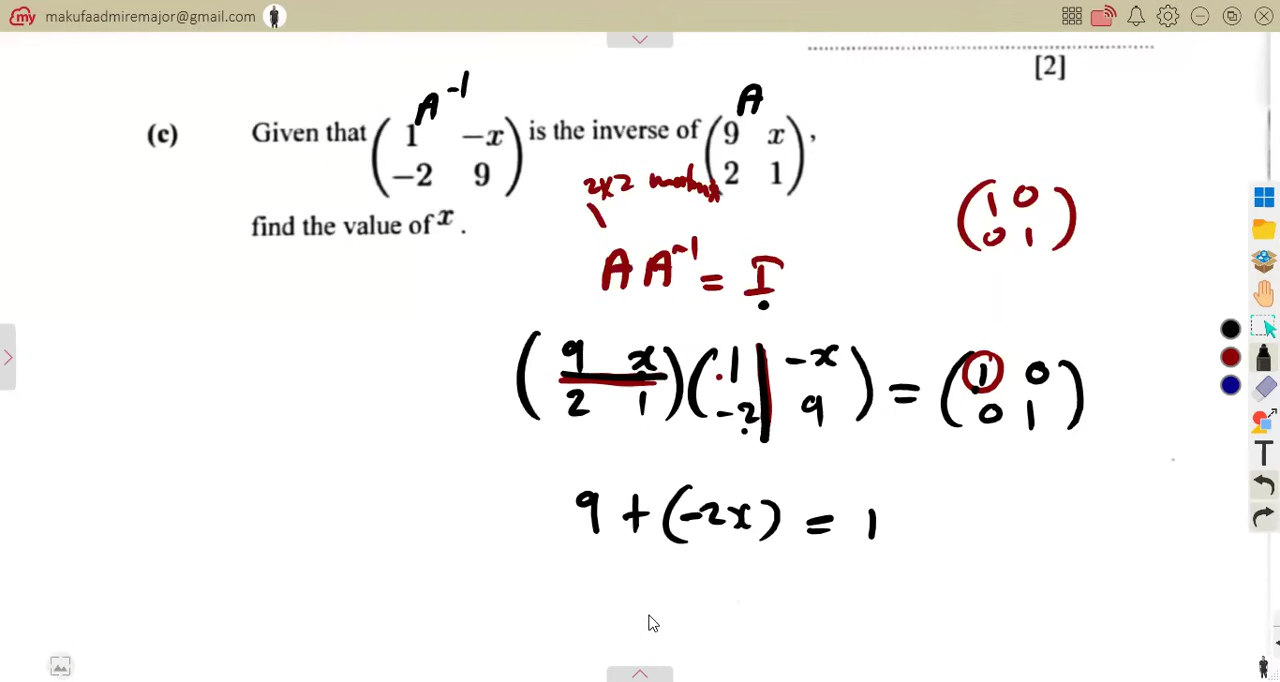 my makufaadmiremajor@gmail.com
[2]
A⁻¹ A
(c) Given that ( 1 −x ) is the inverse of ( 9 x ),
( −2 9 ) ( 2 1 )
find the value of x .
2x2 matrix
( 1 0 )
( 0 1 )
A A⁻¹ = I
( 9 x ) ( 1 −x ) = ( 1 0 )
( 2 1 ) ( −2 9 ) ( 0 1 )
9 + (−2x) = 1
T